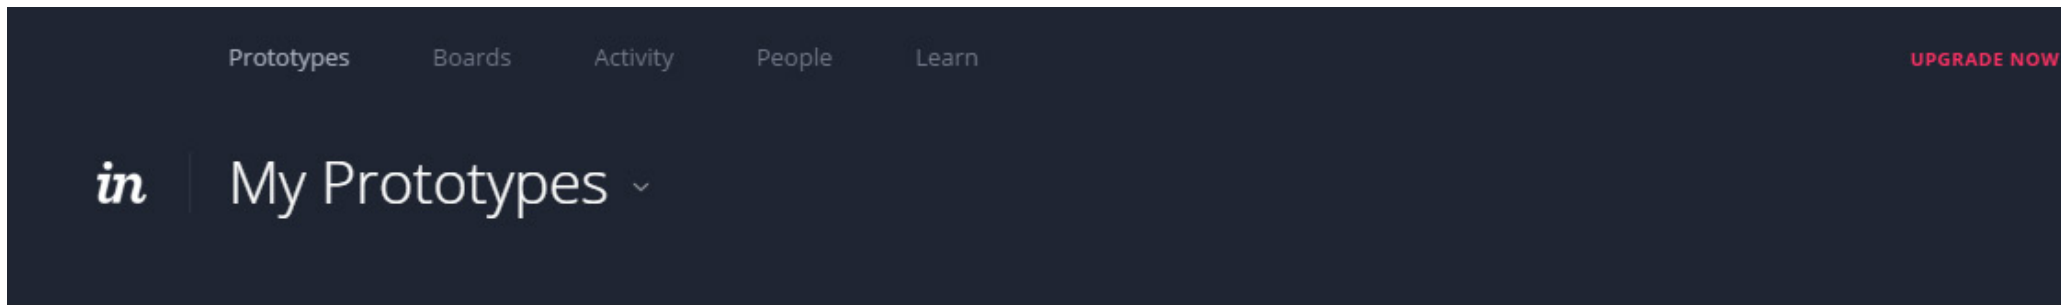 Prototypes Boards Activity People Learn UPGRADE NOW
in My Prototypes